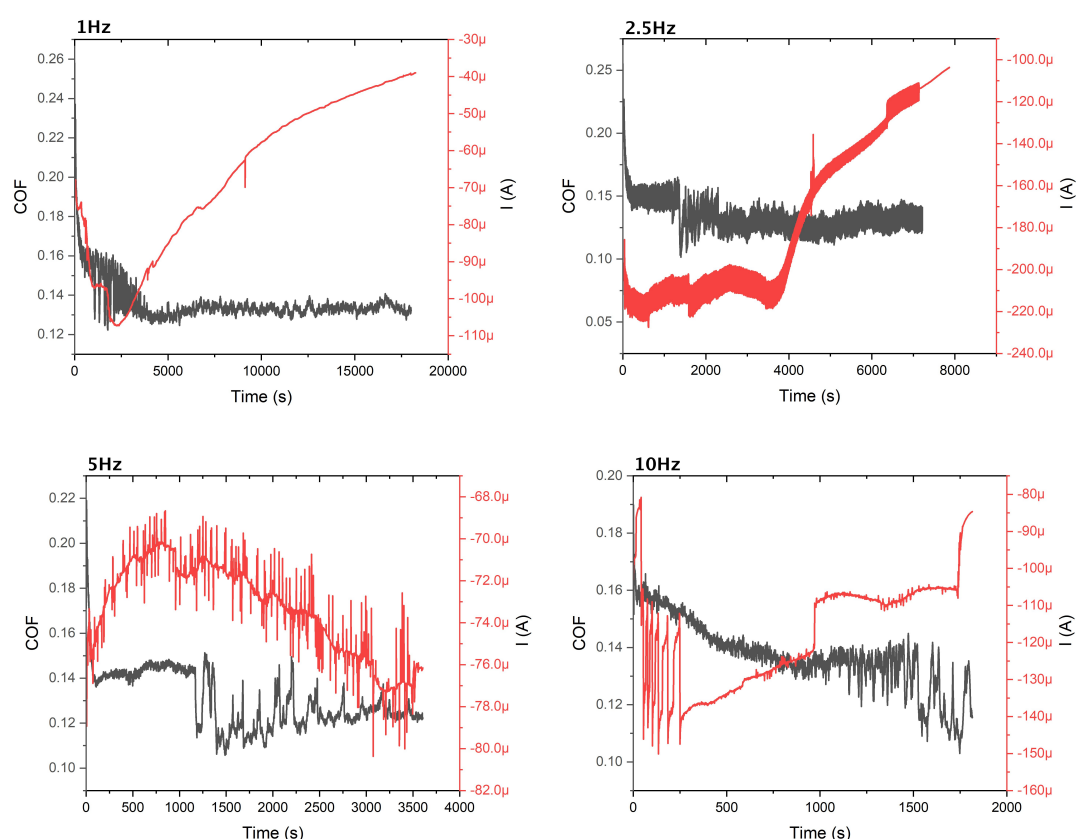 1Hz
0.26
0.24
0.22
0.20
0.18
0.16
0.14
0.12
COF
-30µ
-40µ
-50µ
-60µ
-70µ
-80µ
-90µ
-100µ
-110µ
I (A)
0 5000 10000 15000 20000
Time (s)
2.5Hz
0.25
0.20
0.15
0.10
0.05
COF
-100.0µ
-120.0µ
-140.0µ
-160.0µ
-180.0µ
-200.0µ
-220.0µ
-240.0µ
I (A)
0 2000 4000 6000 8000
Time (s)
5Hz
0.22
0.20
0.18
0.16
0.14
0.12
0.10
COF
-68.0µ
-70.0µ
-72.0µ
-74.0µ
-76.0µ
-78.0µ
-80.0µ
-82.0µ
I (A)
0 500 1000 1500 2000 2500 3000 3500 4000
Time (s)
10Hz
0.20
0.18
0.16
0.14
0.12
0.10
COF
-80µ
-90µ
-100µ
-110µ
-120µ
-130µ
-140µ
-150µ
-160µ
I (A)
0 500 1000 1500 2000
Time (s)